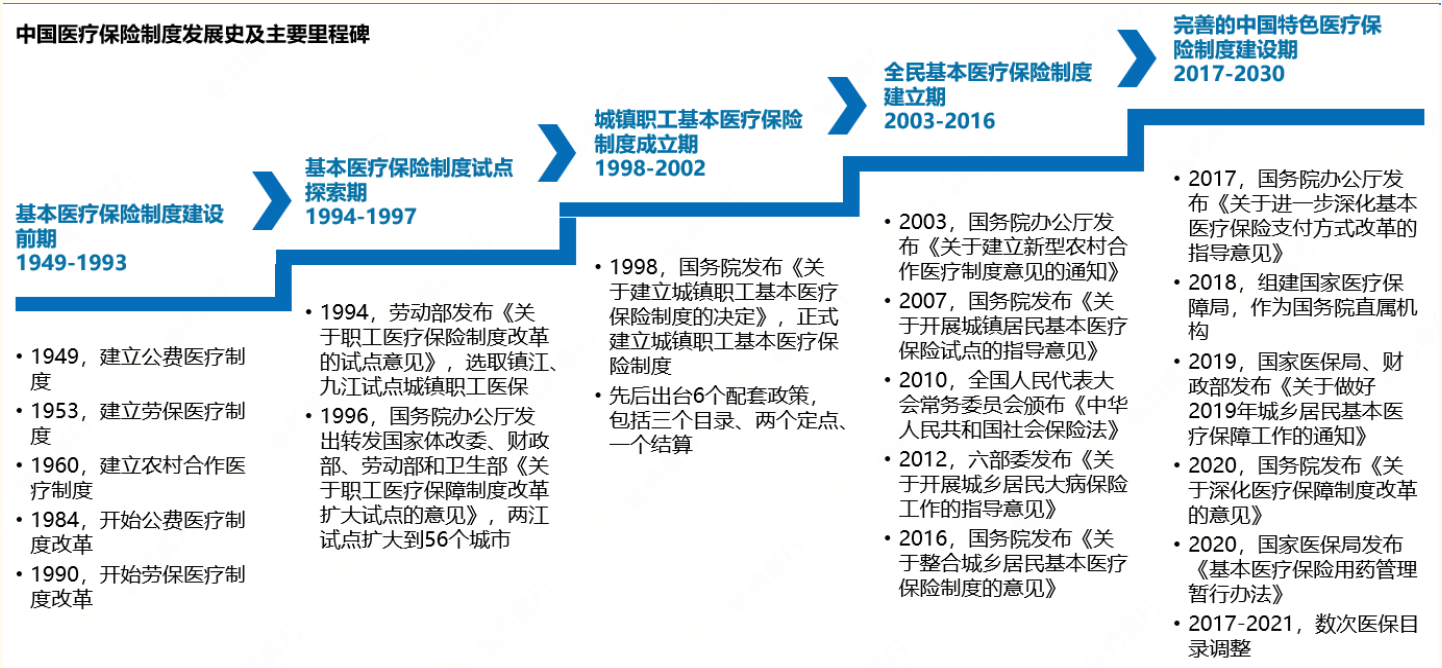 中国医疗保险制度发展史及主要里程碑
基本医疗保险制度建设
前期
1949-1993
• 1949，建立公费医疗制
度
• 1953，建立劳保医疗制
度
• 1960，建立农村合作医
疗制度
• 1984，开始公费医疗制
度改革
• 1990，开始劳保医疗制
度改革
基本医疗保险制度试点
探索期
1994-1997
• 1994，劳动部发布《关
于职工医疗保险制度改革
的试点意见》，选取镇江、
九江试点城镇职工医保
• 1996，国务院办公厅发
出转发国家体改委、财政
部、劳动部和卫生部《关
于职工医疗保障制度改革
扩大试点的意见》，两江
试点扩大到56个城市
城镇职工基本医疗保险
制度成立期
1998-2002
• 1998，国务院发布《关
于建立城镇职工基本医疗
保险制度的决定》，正式
建立城镇职工基本医疗保
险制度
• 先后出台6个配套政策，
包括三个目录、两个定点、
一个结算
全民基本医疗保险制度
建立期
2003-2016
• 2003，国务院办公厅发
布《关于建立新型农村合
作医疗制度意见的通知》
• 2007，国务院发布《关
于开展城镇居民基本医疗
保险试点的指导意见》
• 2010，全国人民代表大
会常务委员会颁布《中华
人民共和国社会保险法》
• 2012，六部委发布《关
于开展城乡居民大病保险
工作的指导意见》
• 2016，国务院发布《关
于整合城乡居民基本医疗
保险制度的意见》
完善的中国特色医疗保
险制度建设期
2017-2030
• 2017，国务院办公厅发
布《关于进一步深化基本
医疗保险支付方式改革的
指导意见》
• 2018，组建国家医疗保
障局，作为国务院直属机
构
• 2019，国家医保局、财
政部发布《关于做好
2019年城乡居民基本医
疗保障工作的通知》
• 2020，国务院发布《关
于深化医疗保障制度改革
的意见》
• 2020，国家医保局发布
《基本医疗保险用药管理
暂行办法》
• 2017-2021，数次医保目
录调整